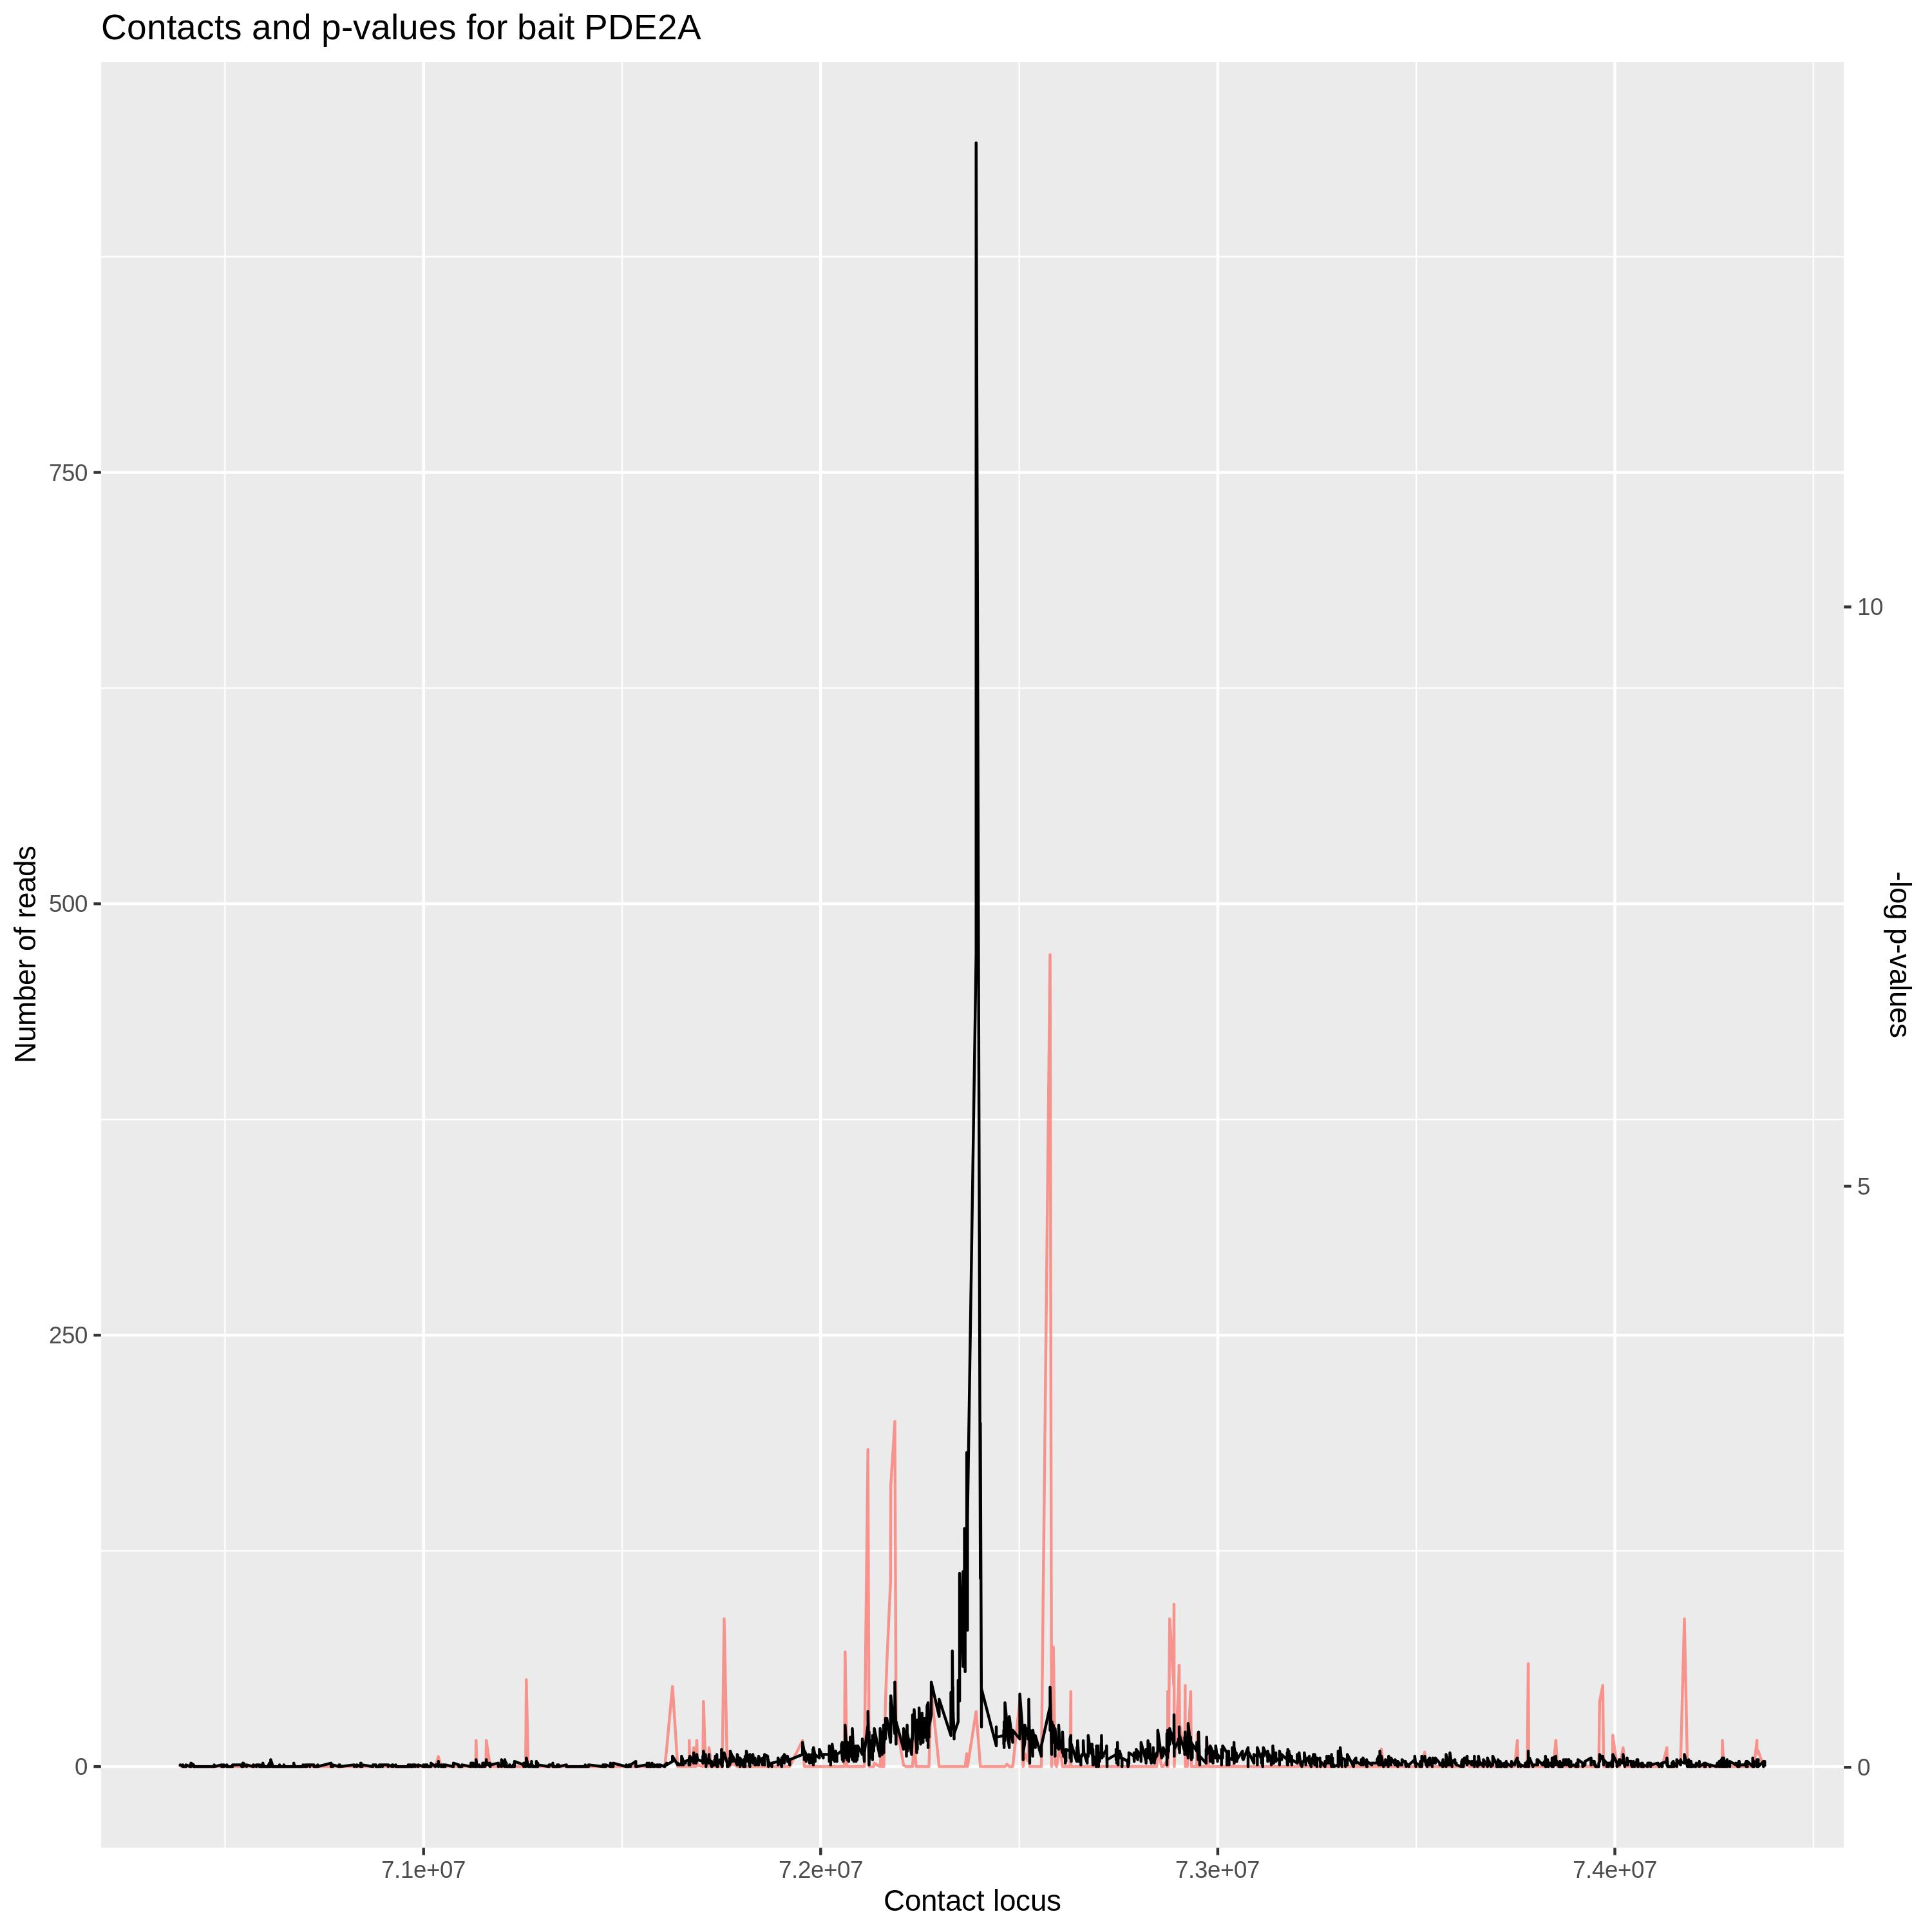 Contacts and p-values for bait PDE2A
750
500
250
0
Number of reads
10
5
0
-log p-values
7.1e+07
7.2e+07
7.3e+07
7.4e+07
Contact locus